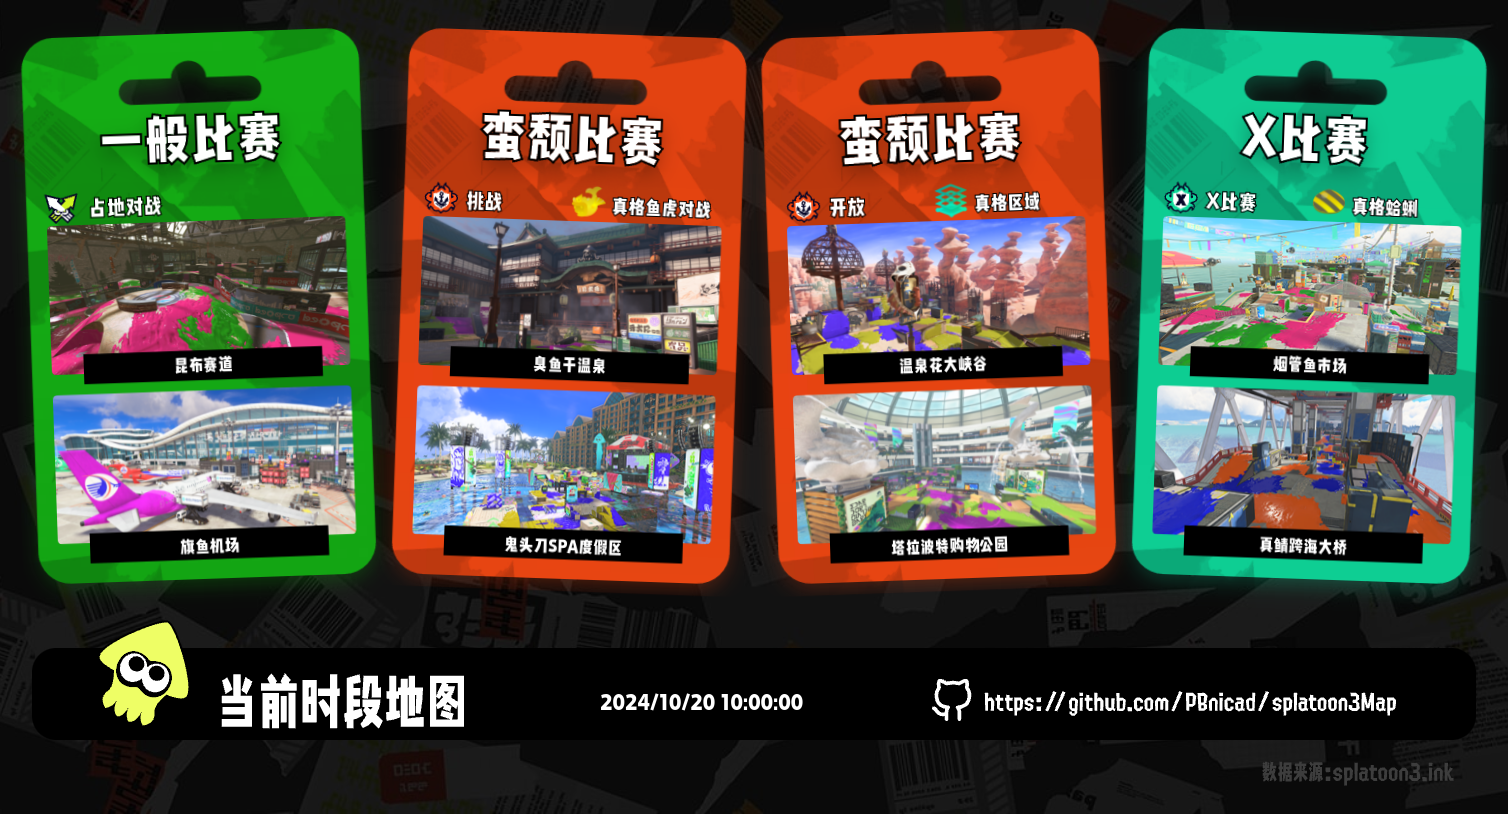 一般比赛
占地对战
昆布赛道
旗鱼机场
蛮颓比赛
挑战
真格鱼虎对战
臭鱼干温泉
鬼头刀SPA度假区
蛮颓比赛
开放
真格区域
温泉花大峡谷
塔拉波特购物公园
X比赛
X比赛
真格蛤蜊
烟管鱼市场
真鲭跨海大桥
当前时段地图
2024/10/20 10:00:00
https://github.com/PBnicad/splatoon3Map
数据来源:splatoon3.ink